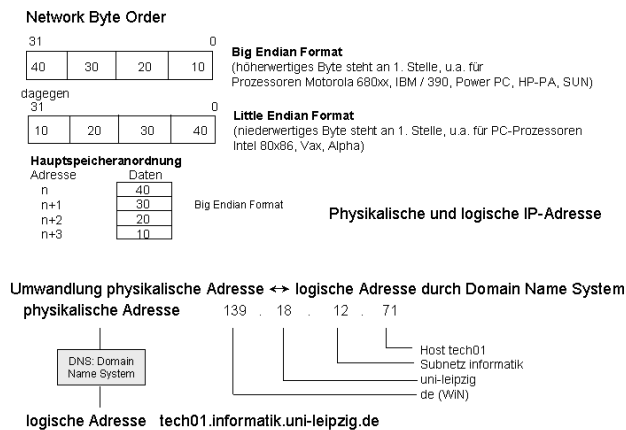 Network Byte Order
31 0
40 30 20 10
Big Endian Format
(höherwertiges Byte steht an 1. Stelle, u.a. für
Prozessoren Motorola 680xx, IBM / 390, Power PC, HP-PA, SUN)
dagegen
31 0
10 20 30 40
Little Endian Format
(niederwertiges Byte steht an 1. Stelle, u.a. für PC-Prozessoren
Intel 80x86, Vax, Alpha)
Hauptspeicheranordnung
Adresse Daten
n 40
n+1 30 Big Endian Format
n+2 20
n+3 10
Physikalische und logische IP-Adresse
Umwandlung physikalische Adresse ↔ logische Adresse durch Domain Name System
physikalische Adresse 139 . 18 . 12 . 71
Host tech01
Subnetz informatik
uni-leipzig
de (WiN)
DNS: Domain
Name System
logische Adresse tech01.informatik.uni-leipzig.de